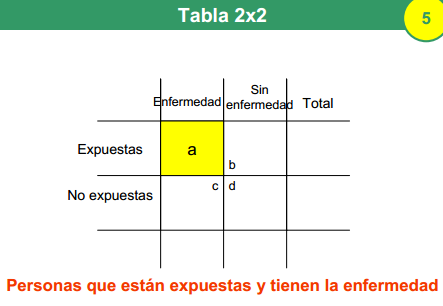 Tabla 2x2
5
Sin
Enfermedad enfermedad Total
Expuestas a
b
c d
No expuestas
Personas que están expuestas y tienen la enfermedad